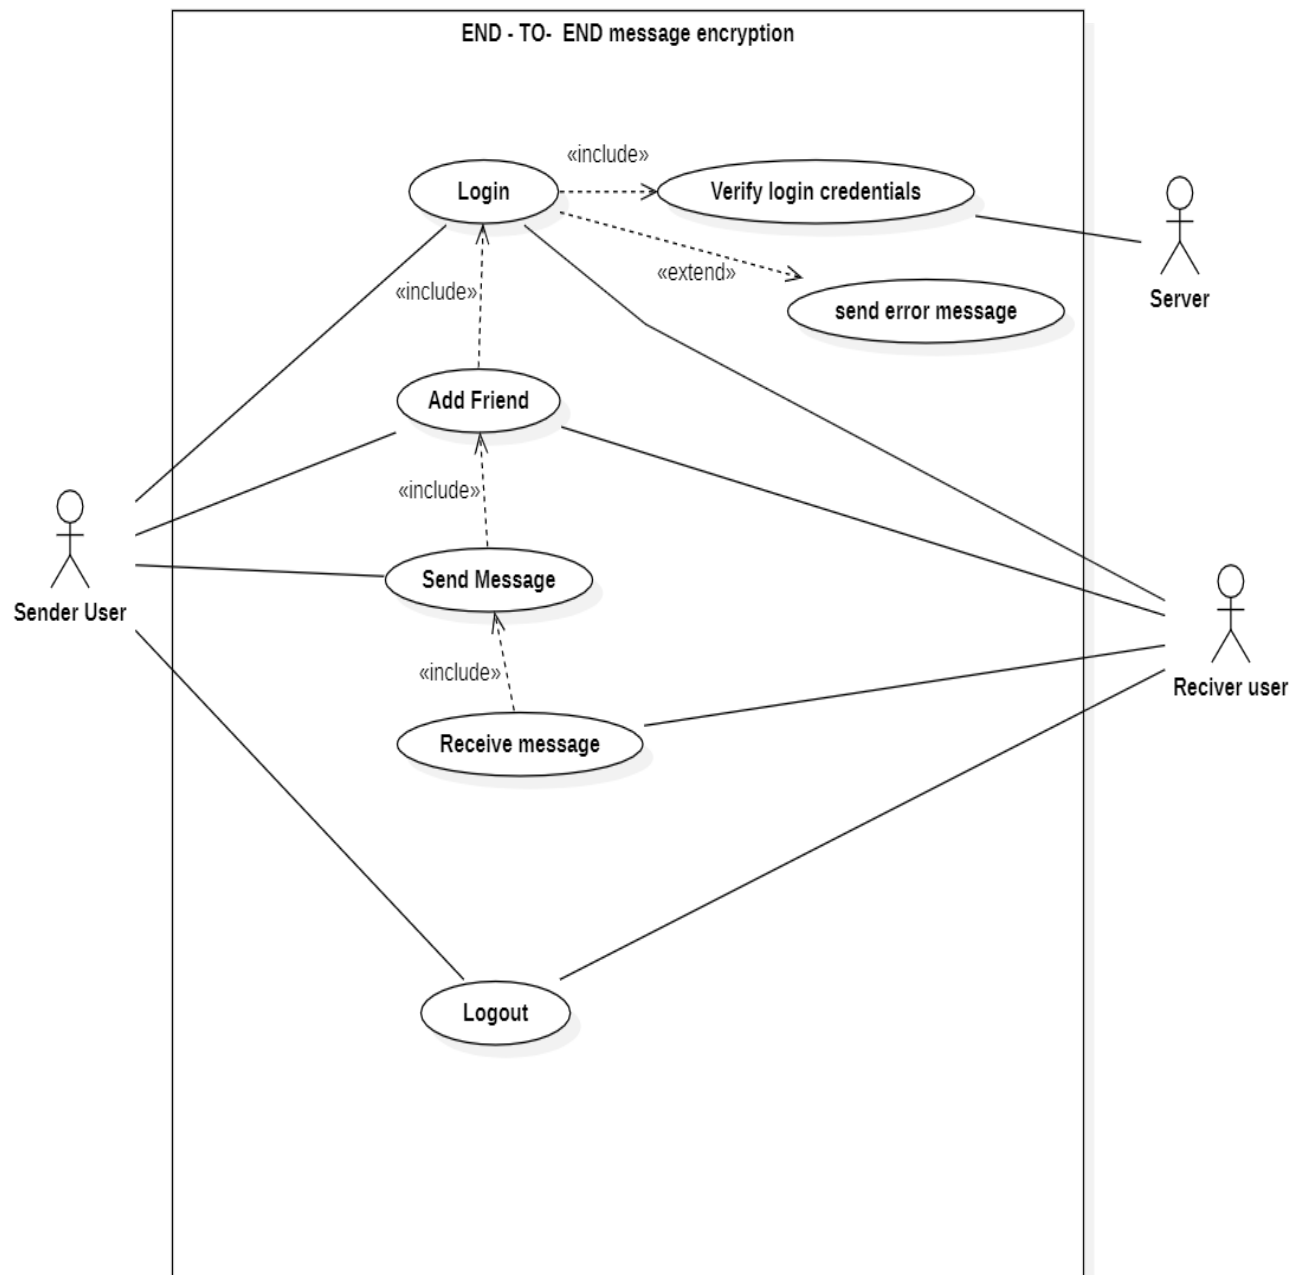 END - TO-  END message encryption
«include»
Login
Verify login credentials
«extend»
«include»
Server
send error message
Add Friend
«include»
Send Message
Sender User
«include»
Reciver user
Receive message
Logout